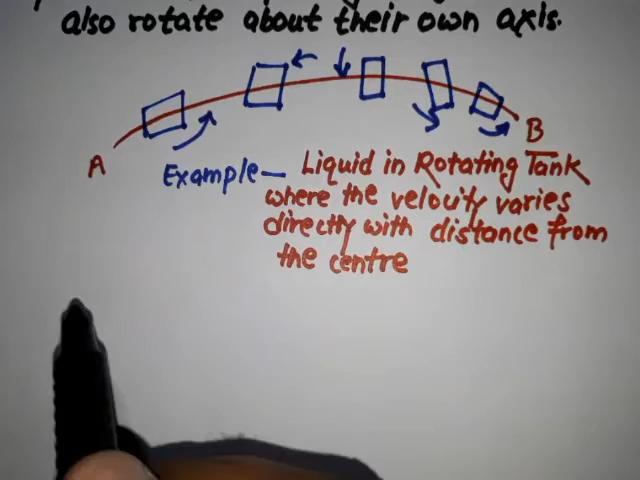 also rotate about their own axis.
A
B
Example— Liquid in Rotating Tank
where the velocity varies
directly with distance from
the centre